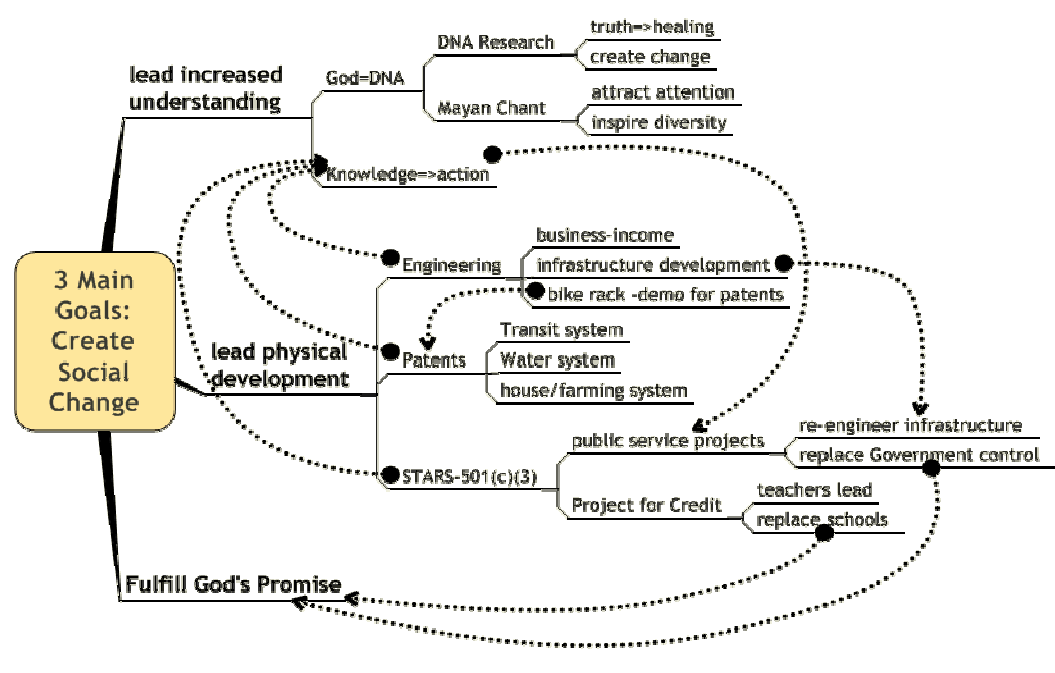 truth=>healing
DNA Research
create change
lead increased
understanding
God=DNA
attract attention
Mayan Chant
inspire diversity
Knowledge=>action
business-income
Engineering
infrastructure development
bike rack -demo for patents
3 Main
Goals:
Create
Social
Change
Transit system
lead physical
development
Patents
Water system
house/farming system
re-engineer infrastructure
public service projects
replace Government control
STARS-501(c)(3)
teachers lead
Project for Credit
replace schools
Fulfill God's Promise